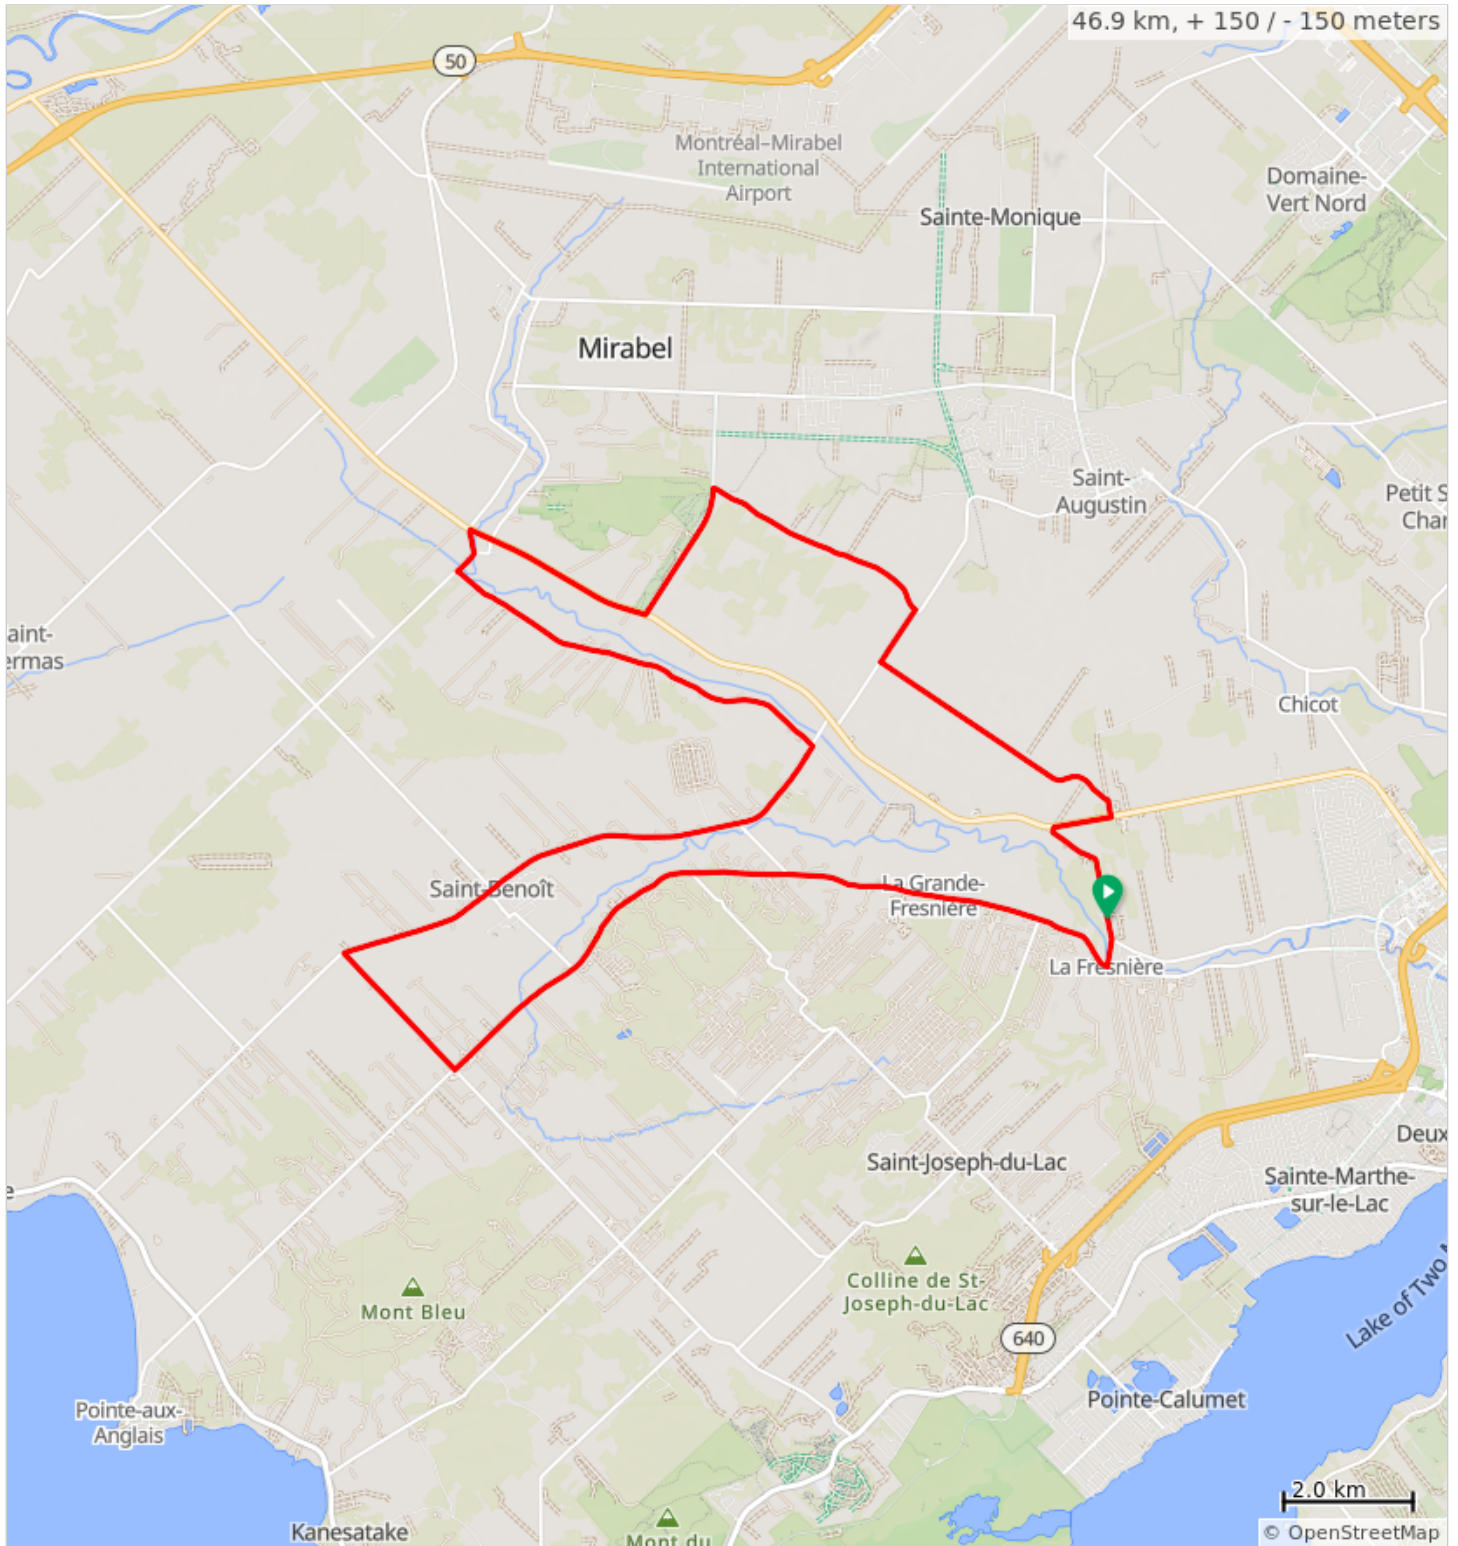 46.9 km, + 150 / - 150 meters
50
Montréal–Mirabel
International
Airport
Domaine-
Vert Nord
Sainte-Monique
Mirabel
Saint-
Augustin
Petit S
Char
aint-
ermas
Chicot
Saint-Benoît
La Grande-
Fresnière
La Fresnière
Deux
Saint-Joseph-du-Lac
Sainte-Marthe-
sur-le-Lac
e
Colline de St-
Joseph-du-Lac
Mont Bleu
Lake of Two M
640
Pointe-Calumet
Pointe-aux-
Anglais
2.0 km
Kanesatake
Mont du
© OpenStreetMap